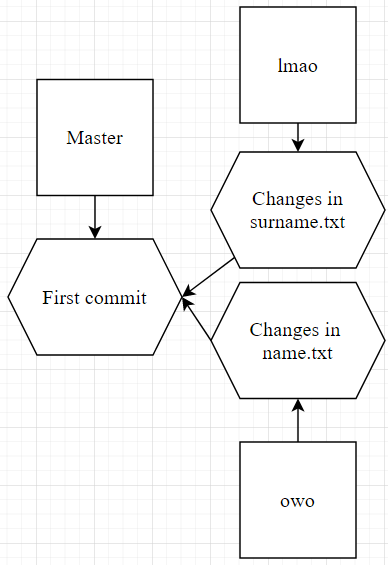 lmao
Master
Changes in
surname.txt
First commit
Changes in
name.txt
owo